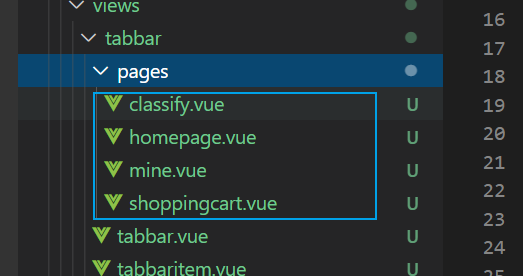 views
tabbar
pages
classify.vue U
homepage.vue U
mine.vue U
shoppingcart.vue U
tabbar.vue U
tabbaritem.vue U
16
17
18
19
20
21
22
23
24
25